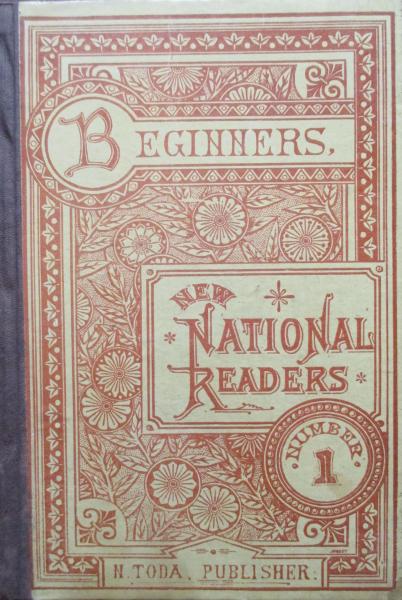 BEGINNERS,
NEW
NATIONAL
READERS
NUMBER
1
N. TODA. PUBLISHER.